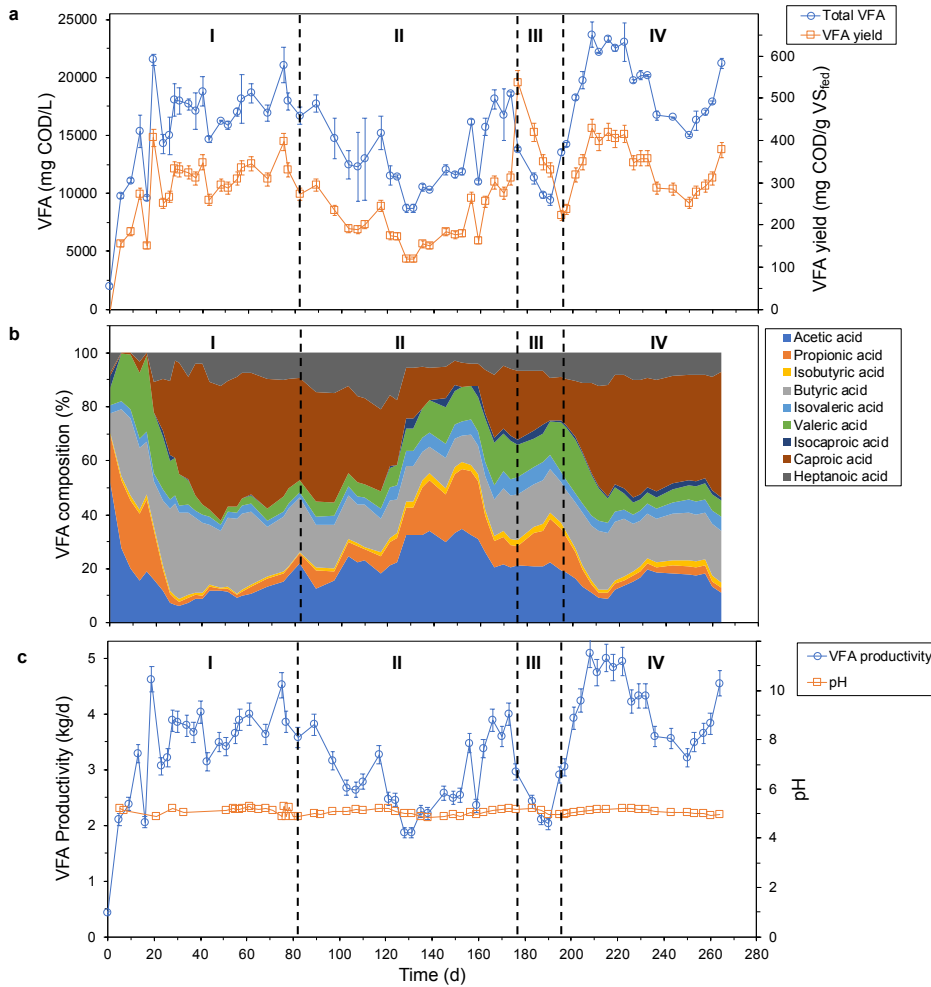 a
I
II
III
IV
Total VFA
VFA yield
25000
20000
15000
10000
5000
0
VFA (mg COD/L)
600
500
400
300
200
100
0
VFA yield (mg COD/g VSfed)
b
I
II
III
IV
Acetic acid
Propionic acid
Isobutyric acid
Butyric acid
Isovaleric acid
Valeric acid
Isocaproic acid
Caproic acid
Heptanoic acid
100
80
60
40
20
0
VFA composition (%)
c
I
II
III
IV
VFA productivity
pH
5
4
3
2
1
0
VFA Productivity (kg/d)
10
8
6
4
2
0
pH
0 20 40 60 80 100 120 140 160 180 200 220 240 260 280
Time (d)